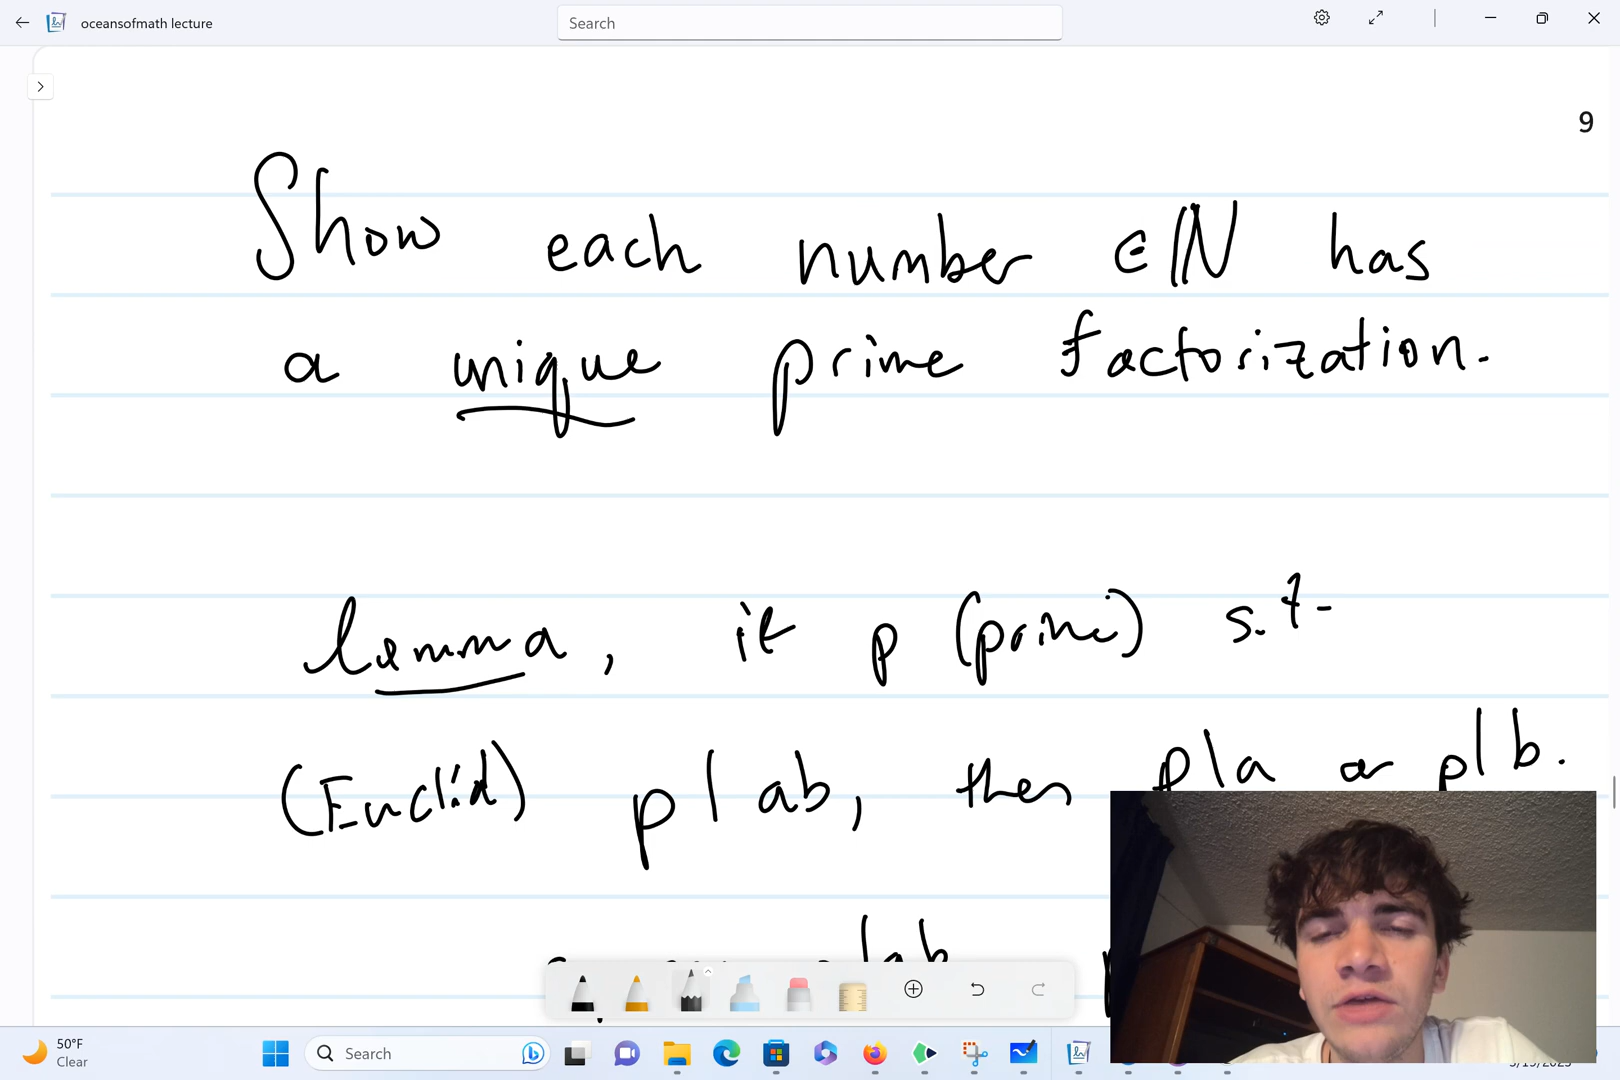 oceansofmath lecture
Search
9
Show each number ∈ ℕ has
a unique prime factorization.
lemma, if p (prime) s.t.
(Euclid) p | ab, then p|a or p|b.
50°F
Clear
Search